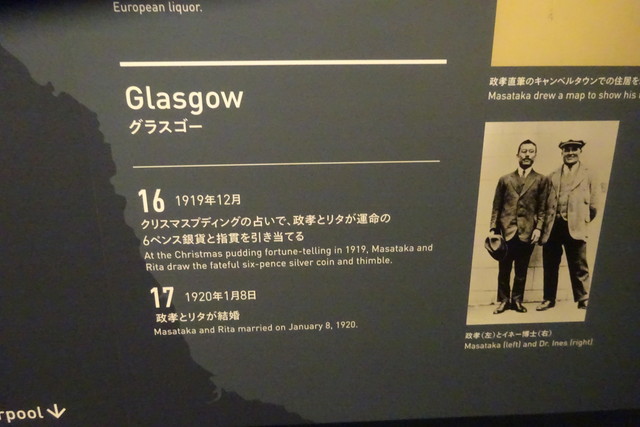 European liquor.
Glasgow
グラスゴー
16 1919年12月
クリスマスプディングの占いで、政孝とリタが運命の
6ペンス銀貨と指貫を引き当てる
At the Christmas pudding fortune-telling in 1919, Masataka and
Rita draw the fateful six-pence silver coin and thimble.
17 1920年1月8日
政孝とリタが結婚
Masataka and Rita married on January 8, 1920.
政孝直筆のキャンベルタウンでの住居を
Masataka drew a map to show his
政孝（左）とイネー博士（右）
Masataka (left) and Dr. Ines (right)
rpool ↓